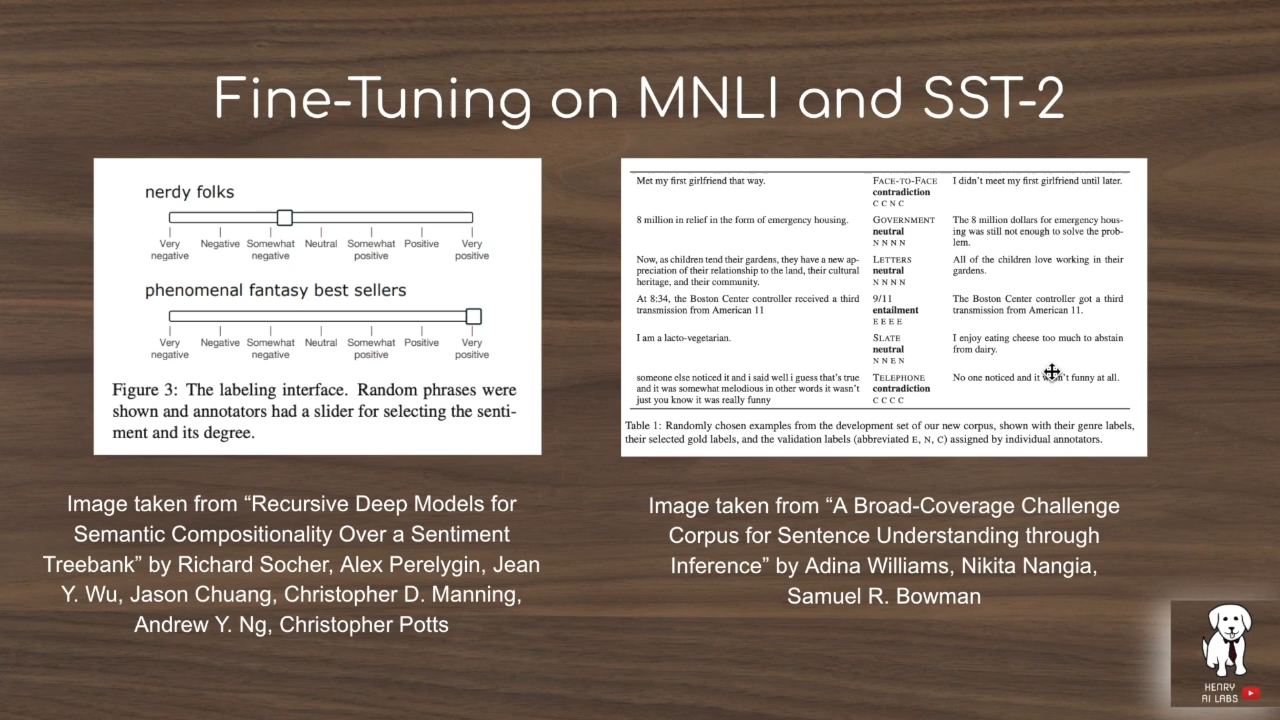 Fine-Tuning on MNLI and SST-2
nerdy folks
Very negative
Negative
Somewhat negative
Neutral
Somewhat positive
Positive
Very positive
phenomenal fantasy best sellers
Very negative
Negative
Somewhat negative
Neutral
Somewhat positive
Positive
Very positive
Figure 3: The labeling interface. Random phrases were
shown and annotators had a slider for selecting the senti-
ment and its degree.
Image taken from “Recursive Deep Models for
Semantic Compositionality Over a Sentiment
Treebank” by Richard Socher, Alex Perelygin, Jean
Y. Wu, Jason Chuang, Christopher D. Manning,
Andrew Y. Ng, Christopher Potts
Met my first girlfriend that way.
FACE-TO-FACE
contradiction
C C N C
I didn’t meet my first girlfriend until later.
8 million in relief in the form of emergency housing.
GOVERNMENT
neutral
N N N N
The 8 million dollars for emergency hous-
ing was still not enough to solve the prob-
lem.
Now, as children tend their gardens, they have a new ap-
preciation of their relationship to the land, their cultural
heritage, and their community.
LETTERS
neutral
N N N N
All of the children love working in their
gardens.
At 8:34, the Boston Center controller received a third
transmission from American 11
9/11
entailment
E E E E
The Boston Center controller got a third
transmission from American 11.
I am a lacto-vegetarian.
SLATE
neutral
N N E N
I enjoy eating cheese too much to abstain
from dairy.
someone else noticed it and i said well i guess that’s true
and it was somewhat melodious in other words it wasn’t
just you know it was really funny
TELEPHONE
contradiction
C C C C
No one noticed and it funny at all.
Table 1: Randomly chosen examples from the development set of our new corpus, shown with their genre labels,
their selected gold labels, and the validation labels (abbreviated E, N, C) assigned by individual annotators.
Image taken from “A Broad-Coverage Challenge
Corpus for Sentence Understanding through
Inference” by Adina Williams, Nikita Nangia,
Samuel R. Bowman
HENRY
AI LABS